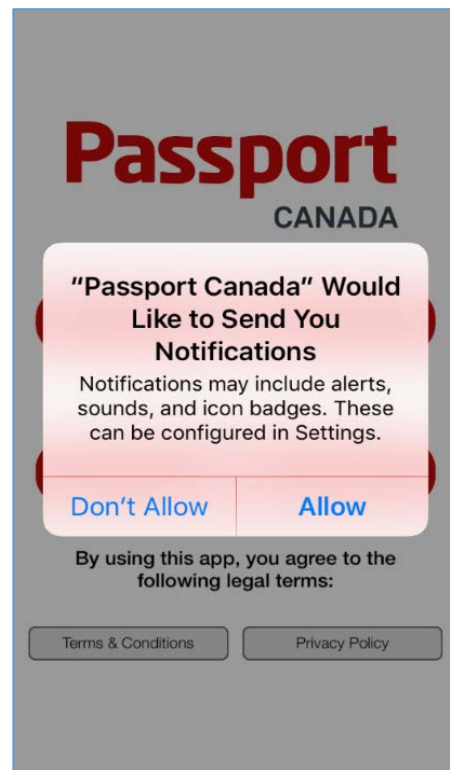 Passport
CANADA
"Passport Canada" Would
Like to Send You
Notifications
Notifications may include alerts,
sounds, and icon badges. These
can be configured in Settings.
Don't Allow
Allow
By using this app, you agree to the
following legal terms:
Terms & Conditions
Privacy Policy